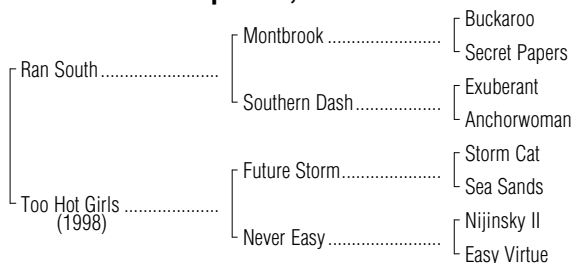 Buckaroo
Montbrook
Secret Papers
Ran South
Exuberant
Southern Dash
Anchorwoman
Storm Cat
Future Storm
Sea Sands
Too Hot Girls
(1998)
Nijinsky II
Never Easy
Easy Virtue